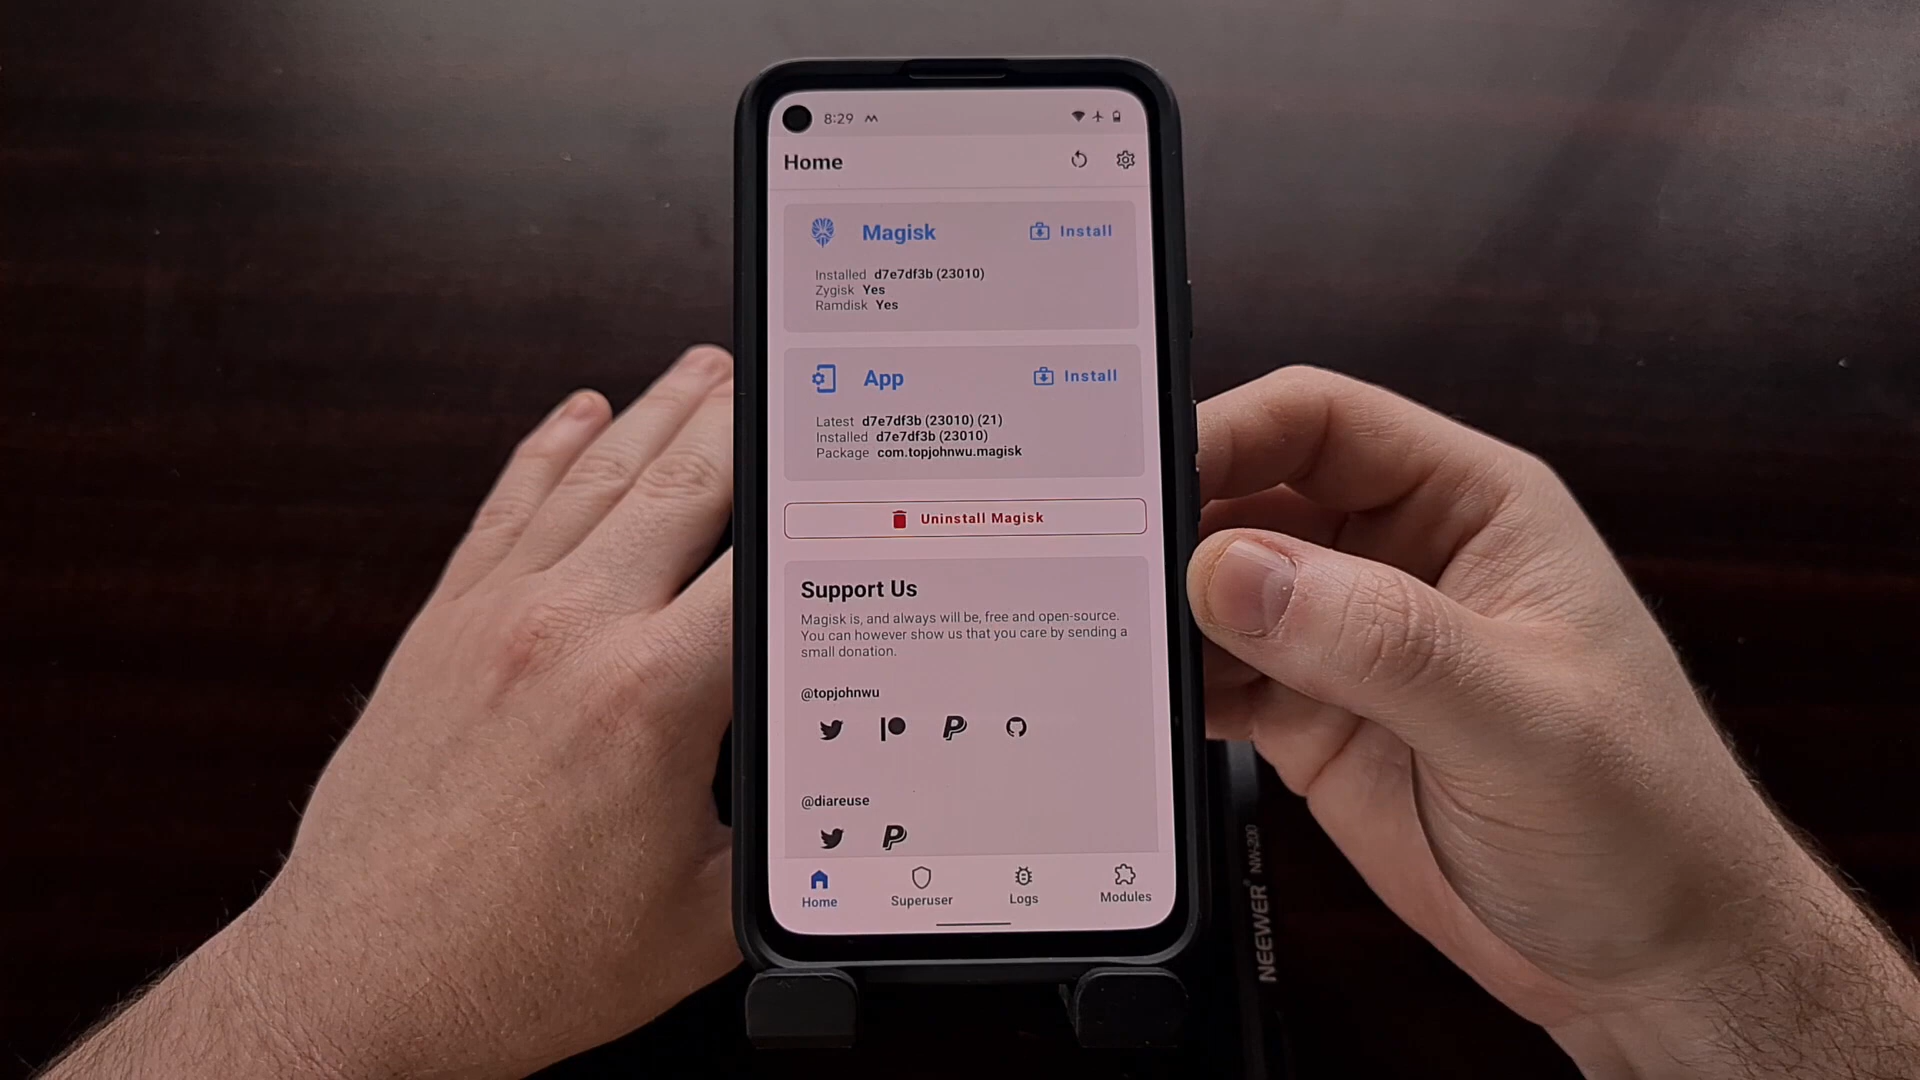 8:29
Home
Magisk
Install
Installed d7e7df3b (23010)
Zygisk Yes
Ramdisk Yes
App
Install
Latest d7e7df3b (23010) (21)
Installed d7e7df3b (23010)
Package com.topjohnwu.magisk
Uninstall Magisk
Support Us
Magisk is, and always will be, free and open-source.
You can however show us that you care by sending a
small donation.
@topjohnwu
@diareuse
Home
Superuser
Logs
Modules
NEEWER® NW-200